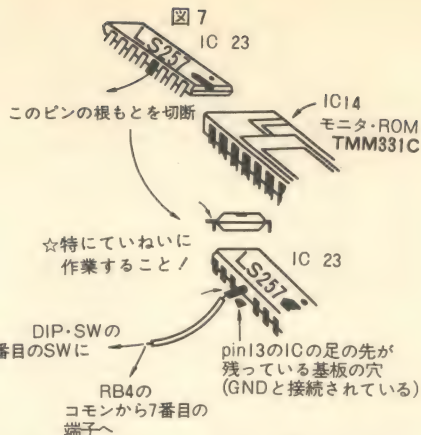 図7
LS257
IC 23
このピンの根もとを切断
IC14
モニタ・ROM
TMM331C
☆特にていねいに
作業すること!
LS257
IC 23
DIP・SWの
番目のSWに
RB4の
コモンから7番目の
端子へ
pin13のICの足の先が
残っている基板の穴
(GNDと接続されている)